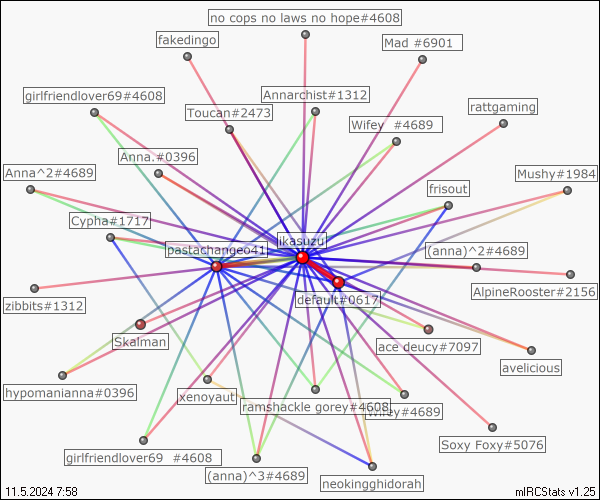 no cops no laws no hope#4608
fakedingo
Mad #6901
girlfriendlover69#4608
Annarchist#1312
rattgaming
Toucan#2473
Wifey #4689
Anna.#0396
Anna^2#4689
Mushy#1984
frisout
Cypha#1717
ikasuzu
pastachangeo41
(anna)^2#4689
default#0617
AlpineRooster#2156
zibbits#1312
Skalman
ace deucy#7097
avelicious
hypomanianna#0396
xenoyaut
ramshackle gorey#4608
Wifey#4689
Soxy Foxy#5076
girlfriendlover69 #4608
(anna)^3#4689
neokingghidorah
11.5.2024 7:58
mIRCStats v1.25